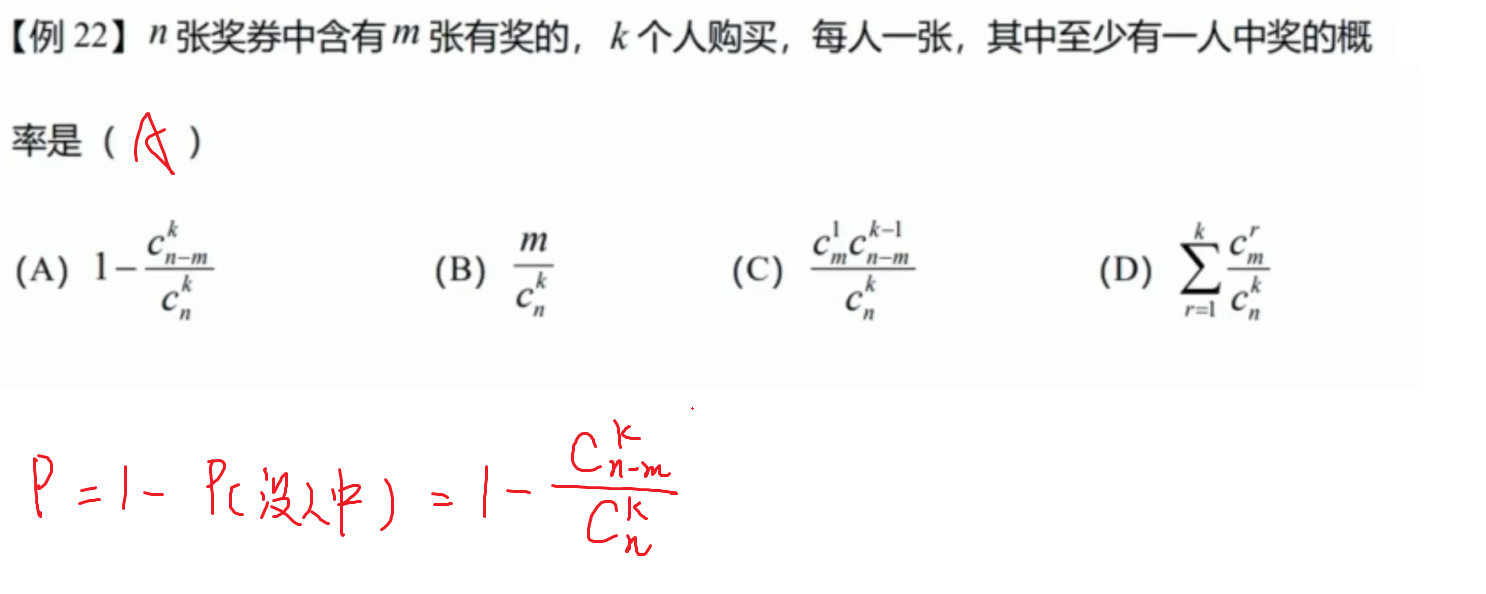 【例 22】n 张奖券中含有 m 张有奖的，k 个人购买，每人一张，其中至少有一人中奖的概
率是（ A ）
(A) 1 - \frac{c_{n-m}^{k}}{c_{n}^{k}} (B) \frac{m}{c_{n}^{k}} (C) \frac{c_{m}^{1}c_{n-m}^{k-1}}{c_{n}^{k}} (D) \sum_{r=1}^{k}\frac{c_{m}^{r}}{c_{n}^{k}}
P = 1 - P(没人中) = 1 - \frac{C_{n-m}^{k}}{C_{n}^{k}}